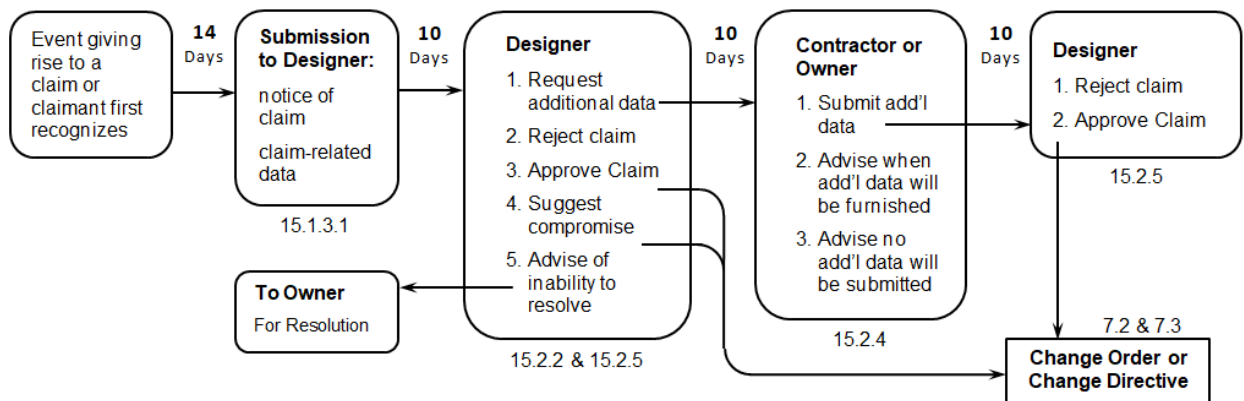 Event giving
rise to a
claim or
claimant first
recognizes
14
Days
Submission
to Designer:
notice of
claim
claim-related
data
15.1.3.1
10
Days
Designer
1. Request
additional data
2. Reject claim
3. Approve Claim
4. Suggest
compromise
5. Advise of
inability to
resolve
15.2.2 & 15.2.5
To Owner
For Resolution
10
Days
Contractor or
Owner
1. Submit add'l
data
2. Advise when
add'l data will
be furnished
3. Advise no
add'l data will
be submitted
15.2.4
10
Days
Designer
1. Reject claim
2. Approve Claim
15.2.5
7.2 & 7.3
Change Order or
Change Directive